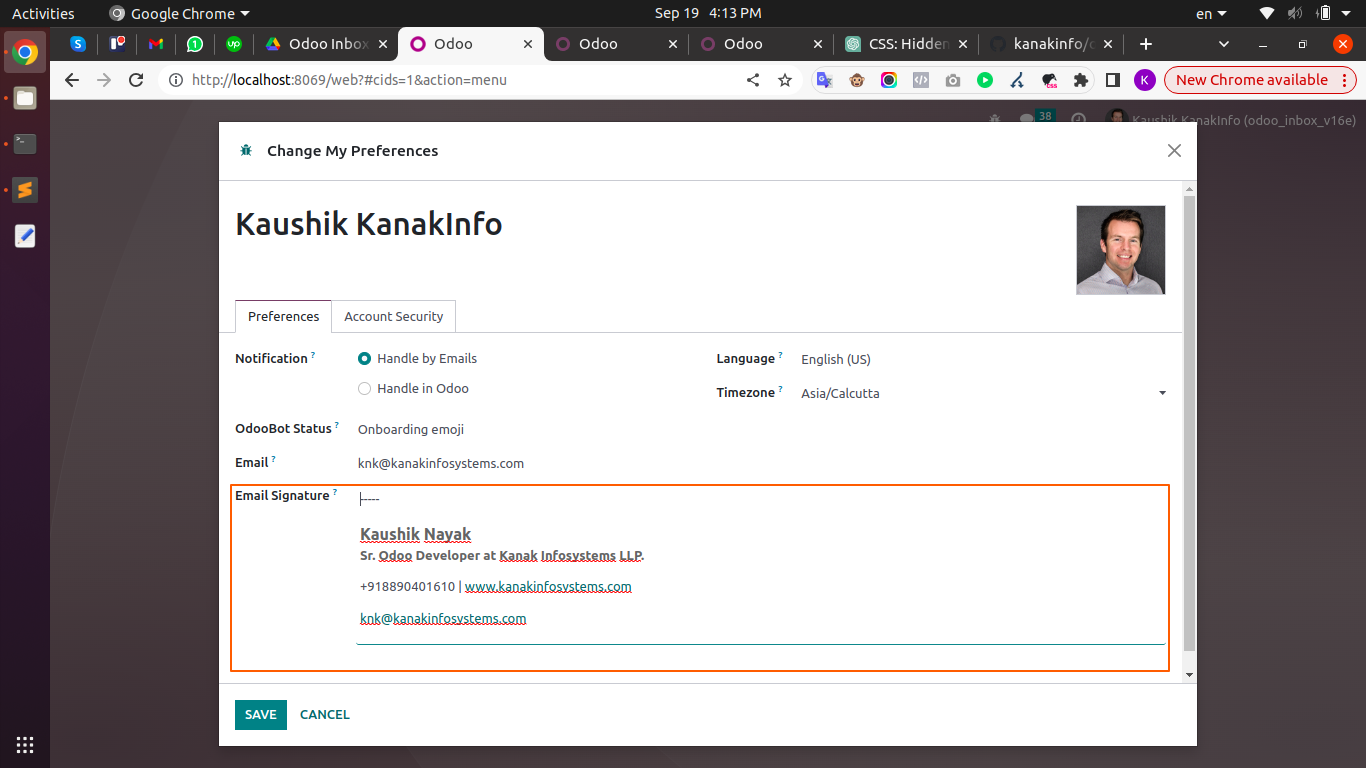 Activities
Google Chrome
Sep 19 4:13 PM
en
Odoo Inbox
Odoo
Odoo
Odoo
CSS: Hidden
kanakinfo/
http://localhost:8069/web?#cids=1&action=menu
K
New Chrome available
38
Kaushik KanakInfo (odoo_inbox_v16e)
Change My Preferences
Kaushik KanakInfo
Preferences
Account Security
Notification ?
Handle by Emails
Handle in Odoo
Language ?
English (US)
Timezone ?
Asia/Calcutta
OdooBot Status ?
Onboarding emoji
Email ?
knk@kanakinfosystems.com
Email Signature ?
-----
Kaushik Nayak
Sr. Odoo Developer at Kanak Infosystems LLP.
+918890401610 | www.kanakinfosystems.com
knk@kanakinfosystems.com
SAVE
CANCEL